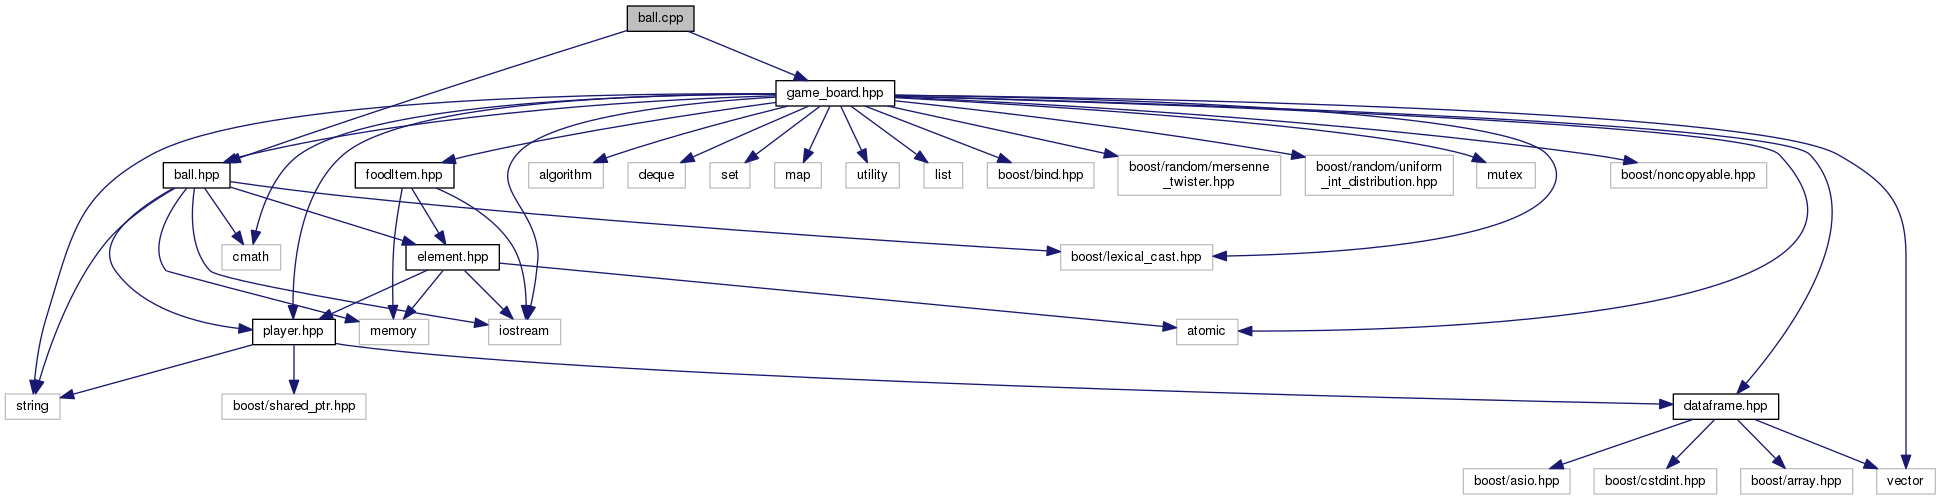 ball.cpp
game_board.hpp
ball.hpp
foodItem.hpp
algorithm
deque
set
map
utility
list
boost/bind.hpp
boost/random/mersenne
_twister.hpp
boost/random/uniform
_int_distribution.hpp
mutex
boost/noncopyable.hpp
cmath
element.hpp
boost/lexical_cast.hpp
player.hpp
memory
iostream
atomic
string
boost/shared_ptr.hpp
dataframe.hpp
boost/asio.hpp
boost/cstdint.hpp
boost/array.hpp
vector